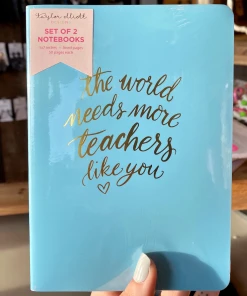 taylor elliott
SET OF 2
NOTEBOOKS
the world
needs more
teachers
like you